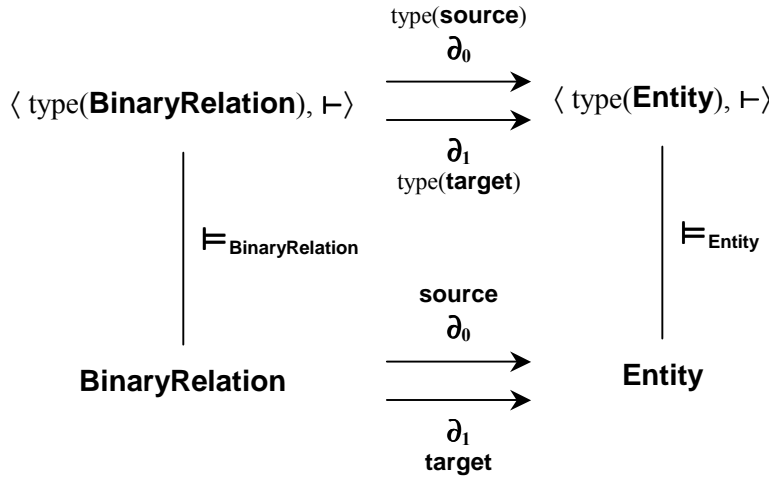 type(source)
∂0
⟨ type(BinaryRelation), ⊢⟩
⟨ type(Entity), ⊢⟩
∂1
type(target)
⊨BinaryRelation
⊨Entity
source
∂0
BinaryRelation
Entity
∂1
target